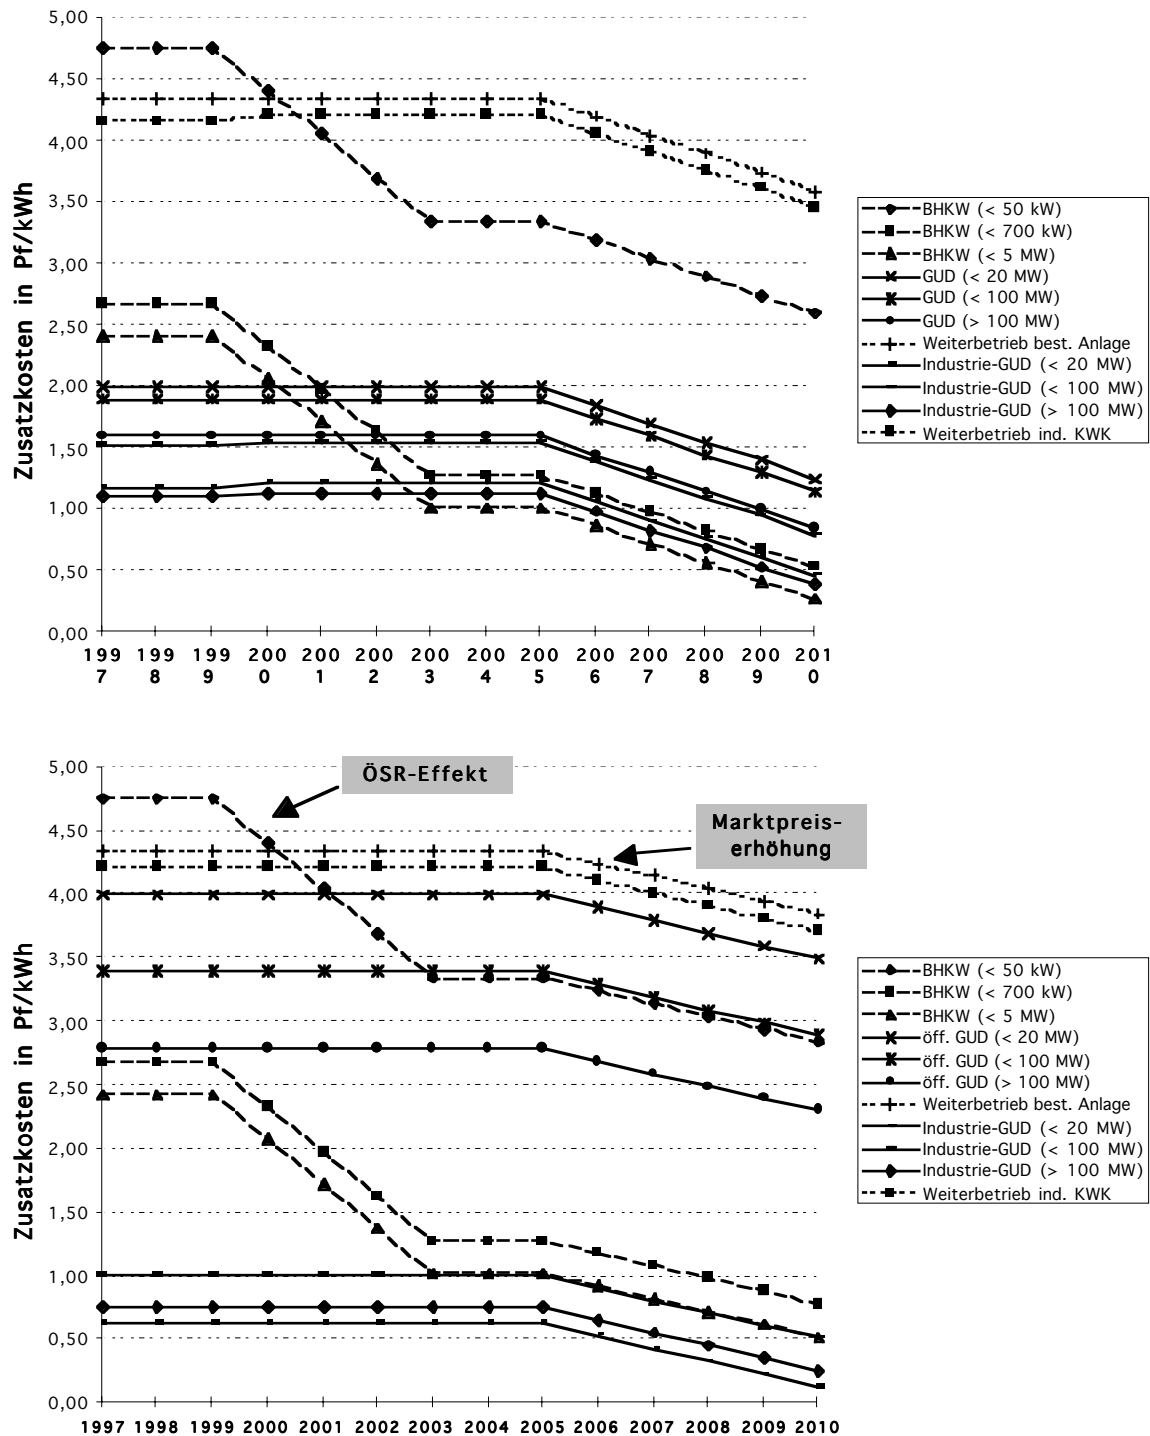 5,00
4,50
4,00
3,50
3,00
2,50
2,00
1,50
1,00
0,50
0,00
Zusatzkosten in Pf/kWh
199 199 199 200 200 200 200 200 200 200 200 200 200 201
7 8 9 0 1 2 3 4 5 6 7 8 9 0
BHKW (< 50 kW)
BHKW (< 700 kW)
BHKW (< 5 MW)
GUD (< 20 MW)
GUD (< 100 MW)
GUD (> 100 MW)
Weiterbetrieb best. Anlage
Industrie-GUD (< 20 MW)
Industrie-GUD (< 100 MW)
Industrie-GUD (> 100 MW)
Weiterbetrieb ind. KWK
5,00
4,50
4,00
3,50
3,00
2,50
2,00
1,50
1,00
0,50
0,00
Zusatzkosten in Pf/kWh
ÖSR-Effekt
Marktpreis-
erhöhung
1997 1998 1999 2000 2001 2002 2003 2004 2005 2006 2007 2008 2009 2010
BHKW (< 50 kW)
BHKW (< 700 kW)
BHKW (< 5 MW)
öff. GUD (< 20 MW)
öff. GUD (< 100 MW)
öff. GUD (> 100 MW)
Weiterbetrieb best. Anlage
Industrie-GUD (< 20 MW)
Industrie-GUD (< 100 MW)
Industrie-GUD (> 100 MW)
Weiterbetrieb ind. KWK